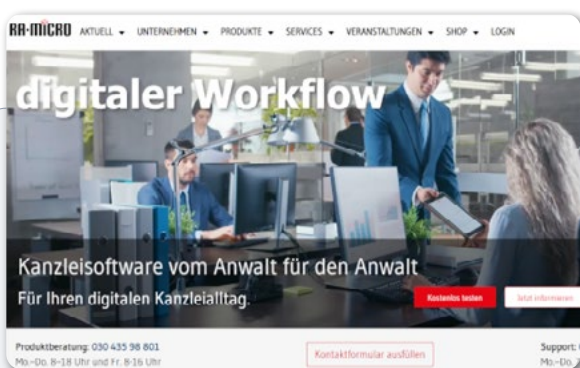 RA-MICRO AKTUELL UNTERNEHMEN PRODUKTE SERVICES VERANSTALTUNGEN SHOP LOGIN
digitaler Workflow
Kanzleisoftware vom Anwalt für den Anwalt
Für Ihren digitalen Kanzleialltag.
Kostenlos testen
Jetzt informieren
Produktberatung: 030 435 98 801
Mo.–Do. 8–18 Uhr und Fr. 8-16 Uhr
Kontaktformular ausfüllen
Support:
Mo.–Do.